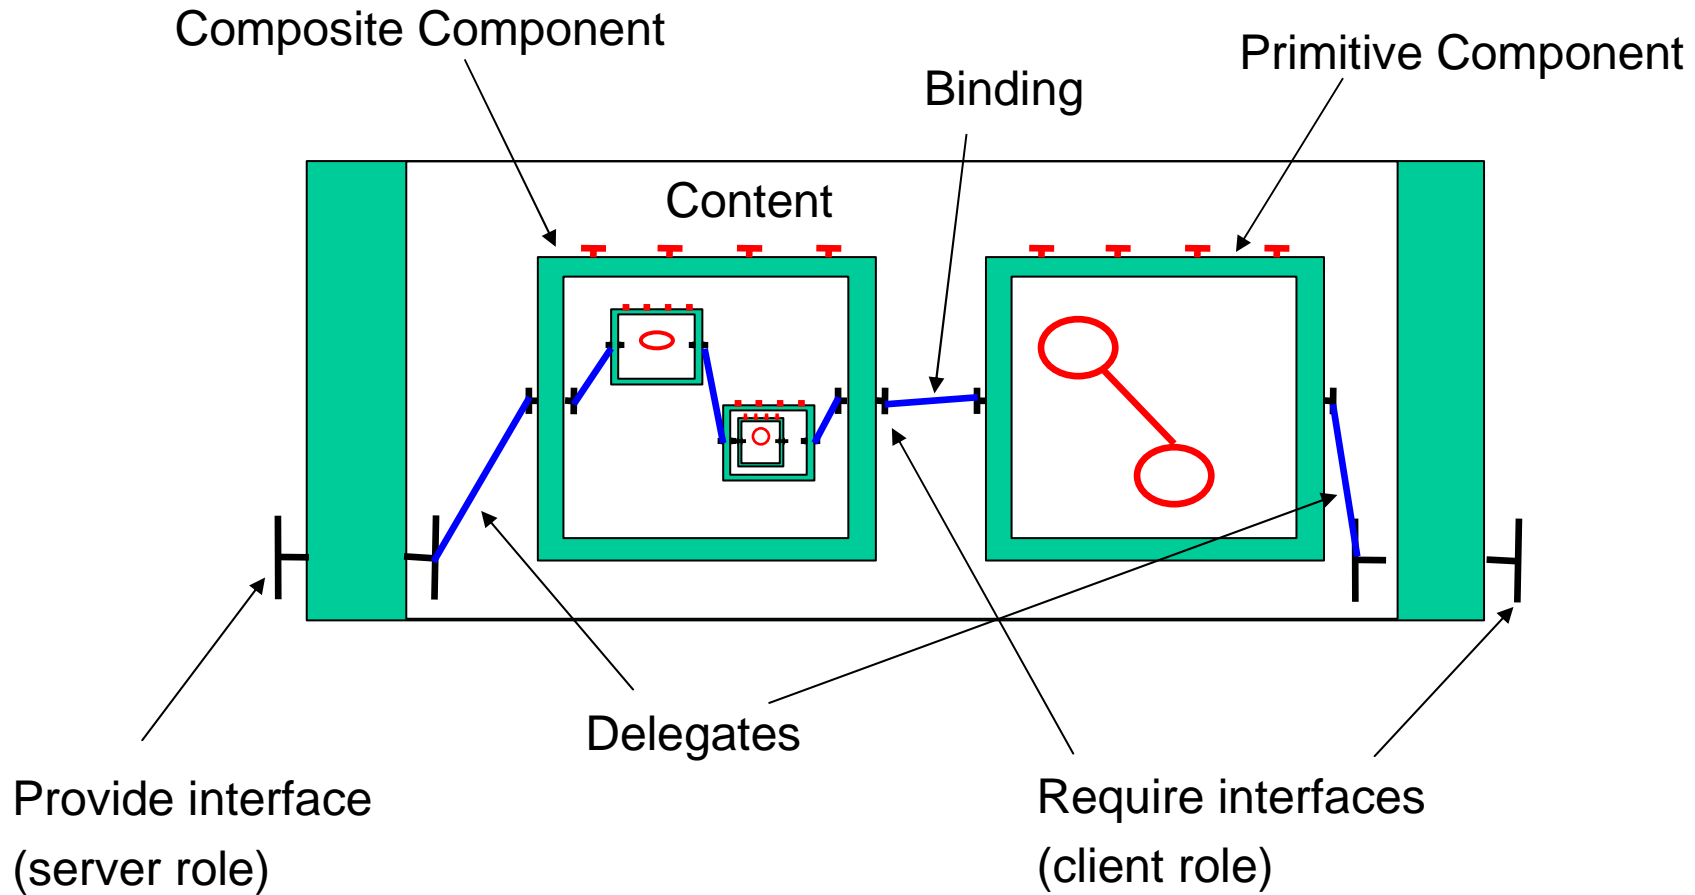 Composite Component
Primitive Component
Binding
Content
Delegates
Provide interface
(server role)
Require interfaces
(client role)